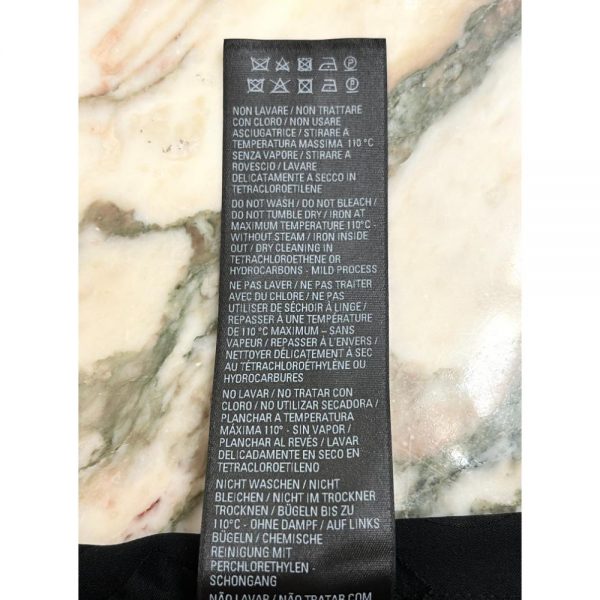 NON LAVARE / NON TRATTARE
CON CLORO / NON USARE
ASCIUGATRICE / STIRARE A
TEMPERATURA MASSIMA 110 °C
SENZA VAPORE / STIRARE A
ROVESCIO / LAVARE
DELICATAMENTE A SECCO IN
TETRACLOROETILENE
DO NOT WASH / DO NOT BLEACH /
DO NOT TUMBLE DRY / IRON AT
MAXIMUM TEMPERATURE 110°C -
WITHOUT STEAM / IRON INSIDE
OUT / DRY CLEANING IN
TETRACHLOROETHENE OR
HYDROCARBONS - MILD PROCESS
NE PAS LAVER / NE PAS TRAITER
AVEC DU CHLORE / NE PAS
UTILISER DE SÉCHOIR À LINGE /
REPASSER À UNE TEMPÉRATURE
DE 110 °C MAXIMUM – SANS
VAPEUR / REPASSER À L'ENVERS /
NETTOYER DÉLICATEMENT À SEC
AU TÉTRACHLOROÉTHYLÈNE OU
HYDROCARBURES
NO LAVAR / NO TRATAR CON
CLORO / NO UTILIZAR SECADORA /
PLANCHAR A TEMPERATURA
MÁXIMA 110° - SIN VAPOR /
PLANCHAR AL REVÉS / LAVAR
DELICADAMENTE EN SECO EN
TETRACLOROETILENO
NICHT WASCHEN / NICHT
BLEICHEN / NICHT IM TROCKNER
TROCKNEN / BÜGELN BIS ZU
110°C - OHNE DAMPF / AUF LINKS
BÜGELN / CHEMISCHE
REINIGUNG MIT
PERCHLORETHYLEN -
SCHONGANG
NÃO LAVAR / NÃO TRATAR COM